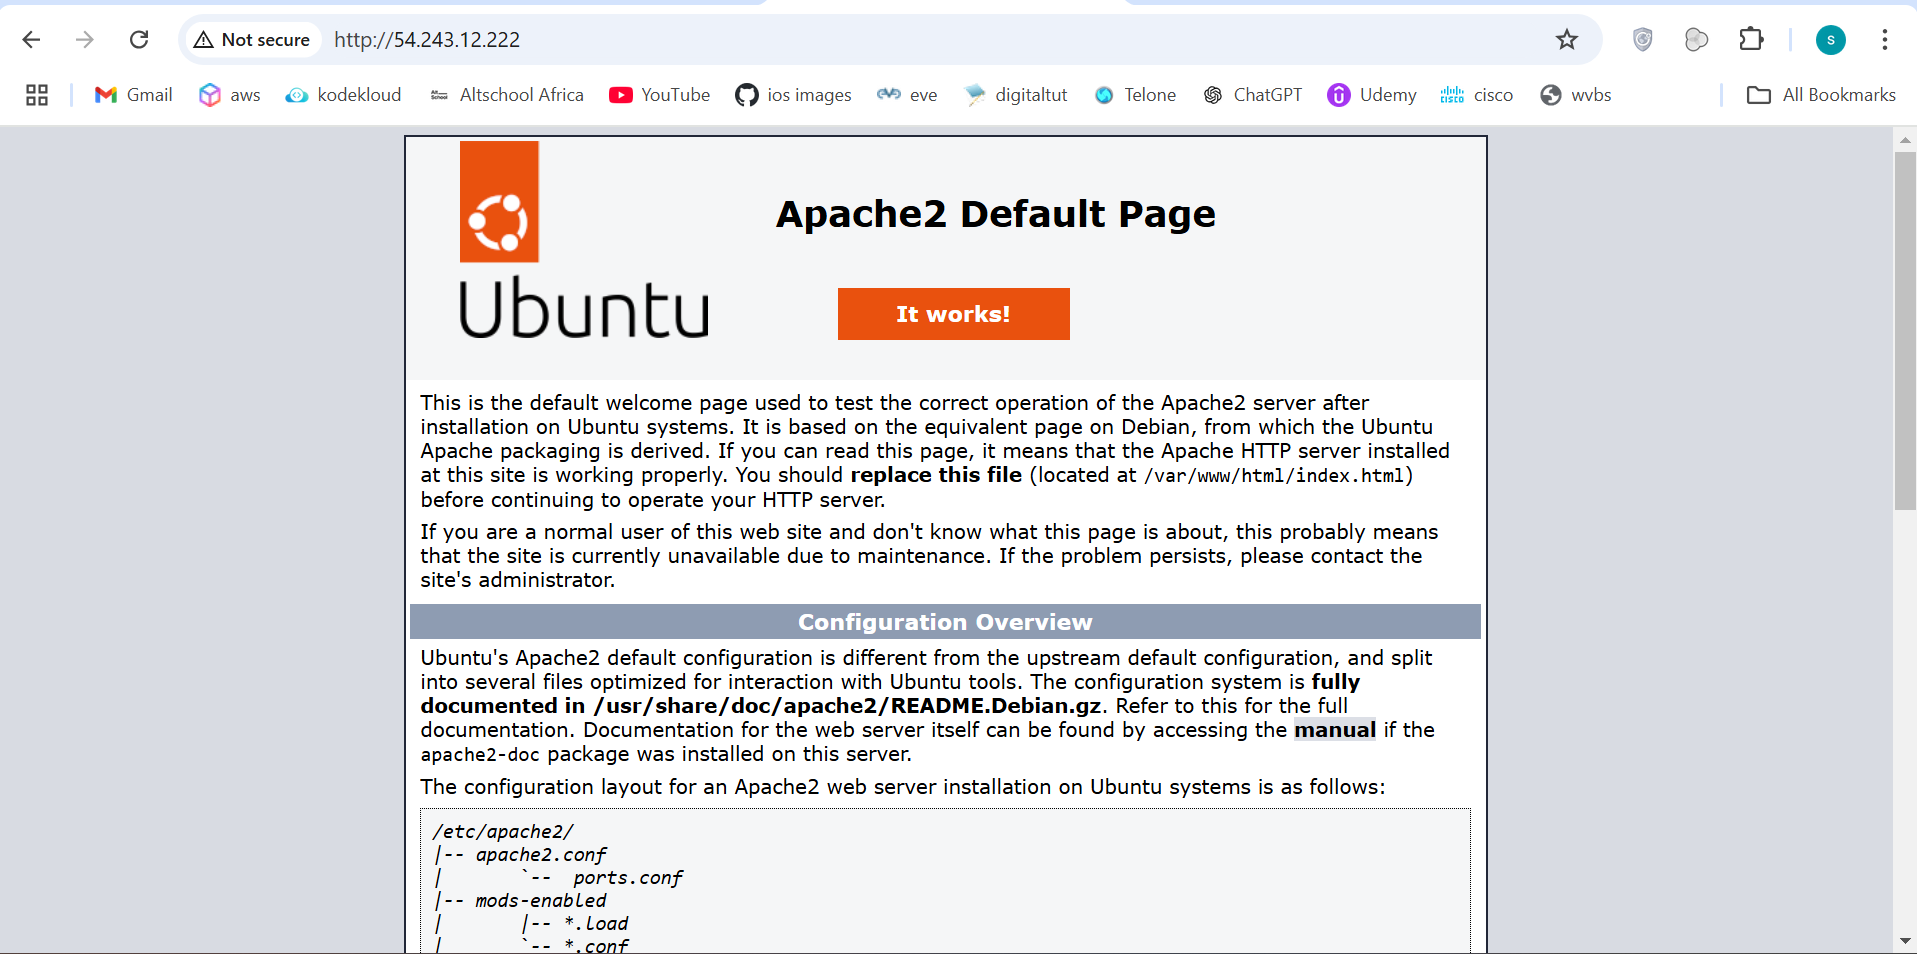 Not secure http://54.243.12.222 s
Gmail aws kodekloud Altschool Africa YouTube ios images eve digitaltut Telone ChatGPT Udemy cisco wvbs All Bookmarks
Apache2 Default Page
Ubuntu
It works!
This is the default welcome page used to test the correct operation of the Apache2 server after
installation on Ubuntu systems. It is based on the equivalent page on Debian, from which the Ubuntu
Apache packaging is derived. If you can read this page, it means that the Apache HTTP server installed
at this site is working properly. You should replace this file (located at /var/www/html/index.html)
before continuing to operate your HTTP server.
If you are a normal user of this web site and don't know what this page is about, this probably means
that the site is currently unavailable due to maintenance. If the problem persists, please contact the
site's administrator.
Configuration Overview
Ubuntu's Apache2 default configuration is different from the upstream default configuration, and split
into several files optimized for interaction with Ubuntu tools. The configuration system is fully
documented in /usr/share/doc/apache2/README.Debian.gz. Refer to this for the full
documentation. Documentation for the web server itself can be found by accessing the manual if the
apache2-doc package was installed on this server.
The configuration layout for an Apache2 web server installation on Ubuntu systems is as follows:
/etc/apache2/
|-- apache2.conf
|       `--  ports.conf
|-- mods-enabled
|       |-- *.load
|       `-- *.conf